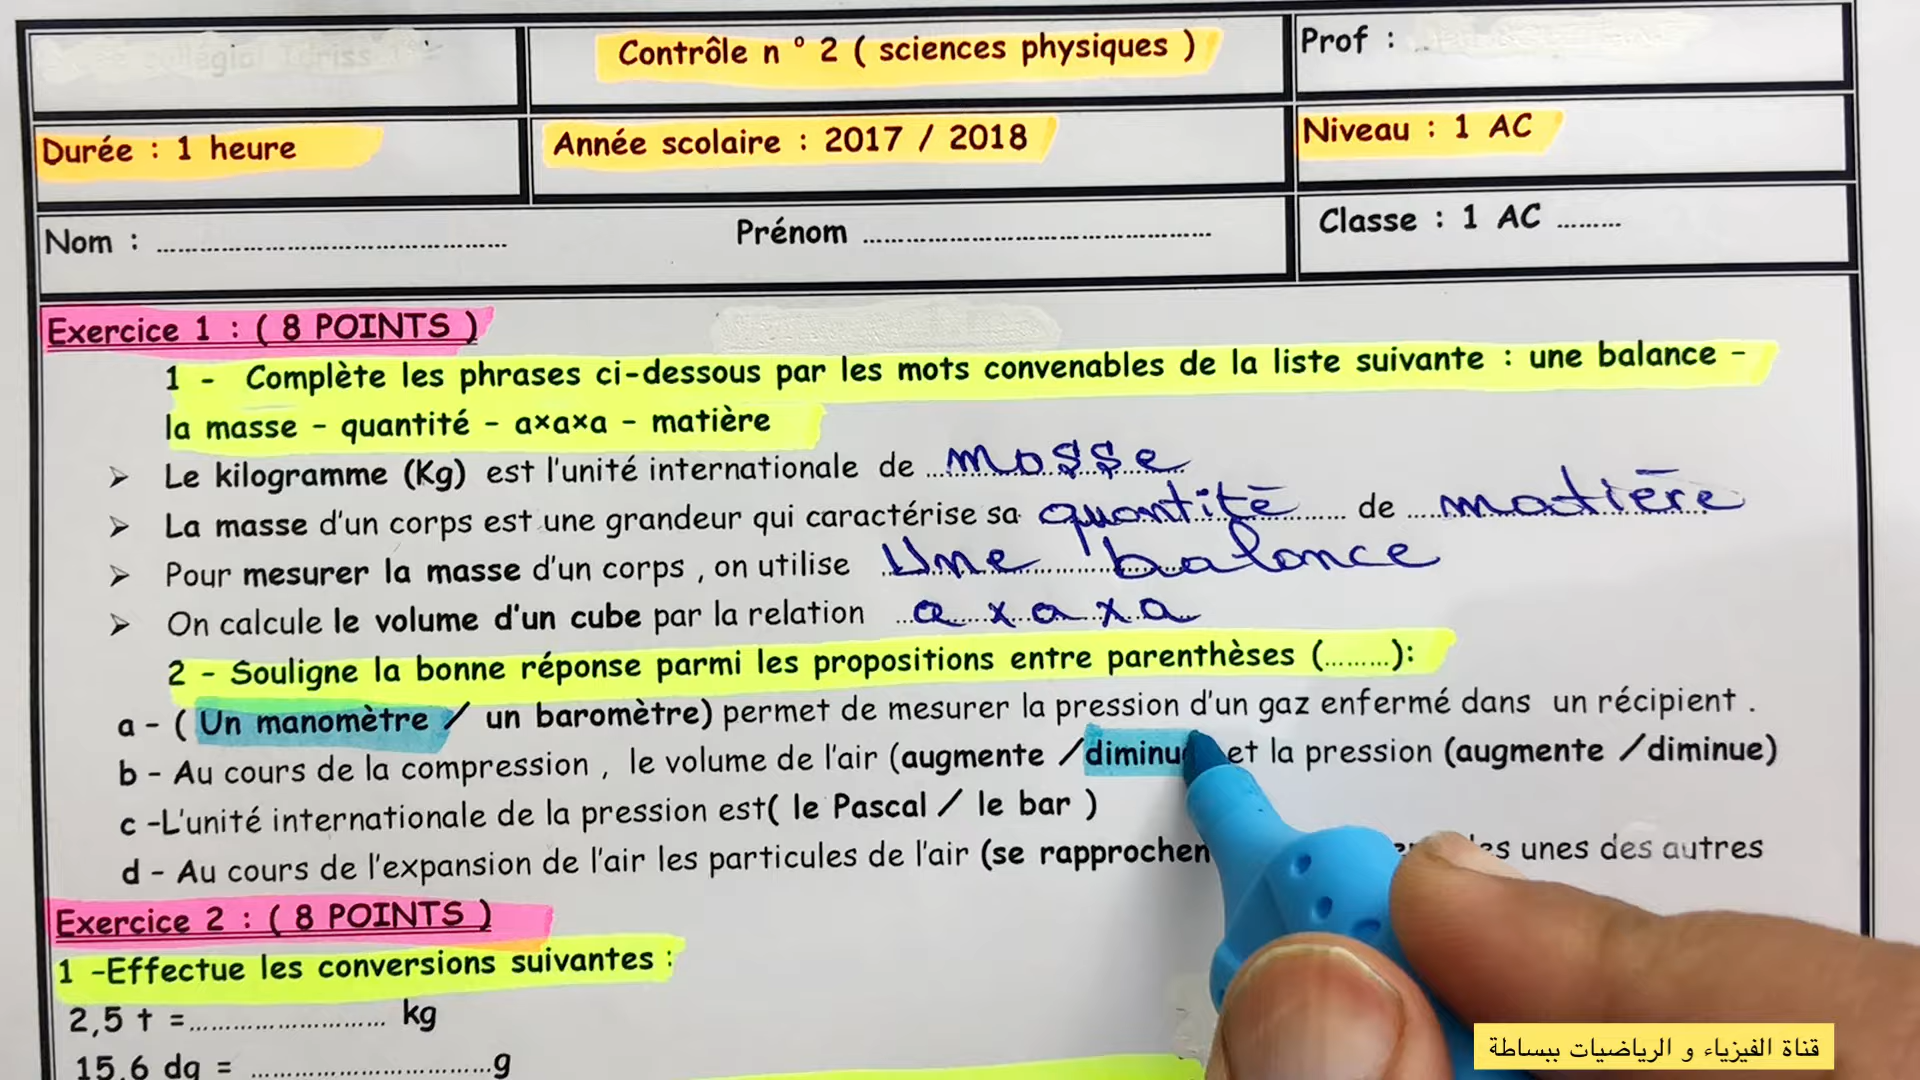 collégial Idriss
Contrôle n ° 2 ( sciences physiques )
Prof :
Durée : 1 heure
Année scolaire : 2017 / 2018
Niveau : 1 AC
Nom : ........................................
Prénom ........................................
Classe : 1 AC .........
Exercice 1 : ( 8 POINTS )
1 - Complète les phrases ci-dessous par les mots convenables de la liste suivante : une balance -
la masse - quantité - a×a×a - matière
➢ Le kilogramme (Kg) est l'unité internationale de masse
➢ La masse d'un corps est une grandeur qui caractérise sa quantité de matière
➢ Pour mesurer la masse d'un corps , on utilise Une balance
➢ On calcule le volume d'un cube par la relation a x a x a
2 - Souligne la bonne réponse parmi les propositions entre parenthèses (.........):
a - ( Un manomètre / un baromètre) permet de mesurer la pression d'un gaz enfermé dans un récipient .
b - Au cours de la compression , le volume de l'air (augmente /diminue et la pression (augmente /diminue)
c -L'unité internationale de la pression est( le Pascal / le bar )
d - Au cours de l'expansion de l'air les particules de l'air (se rapprochen les unes des autres
Exercice 2 : ( 8 POINTS )
1 -Effectue les conversions suivantes :
2,5 t =........................ kg
15,6 dg = ..............................g
قناة الفيزياء و الرياضيات ببساطة